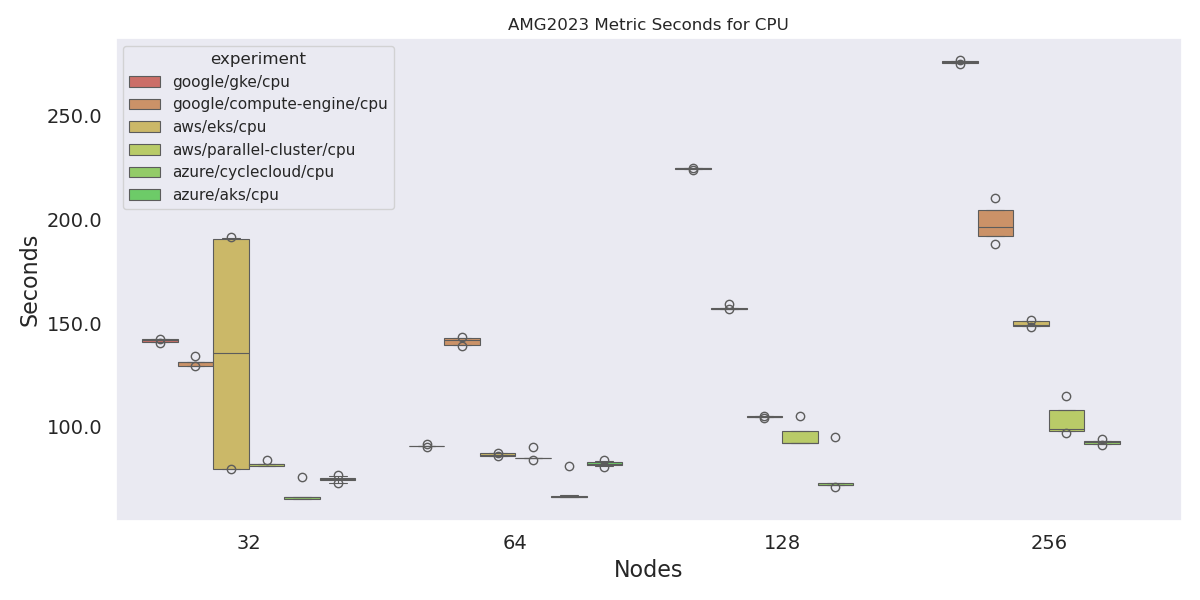 AMG2023 Metric Seconds for CPU
experiment
google/gke/cpu
google/compute-engine/cpu
aws/eks/cpu
aws/parallel-cluster/cpu
azure/cyclecloud/cpu
azure/aks/cpu
250.0
200.0
150.0
100.0
Seconds
32 64 128 256
Nodes